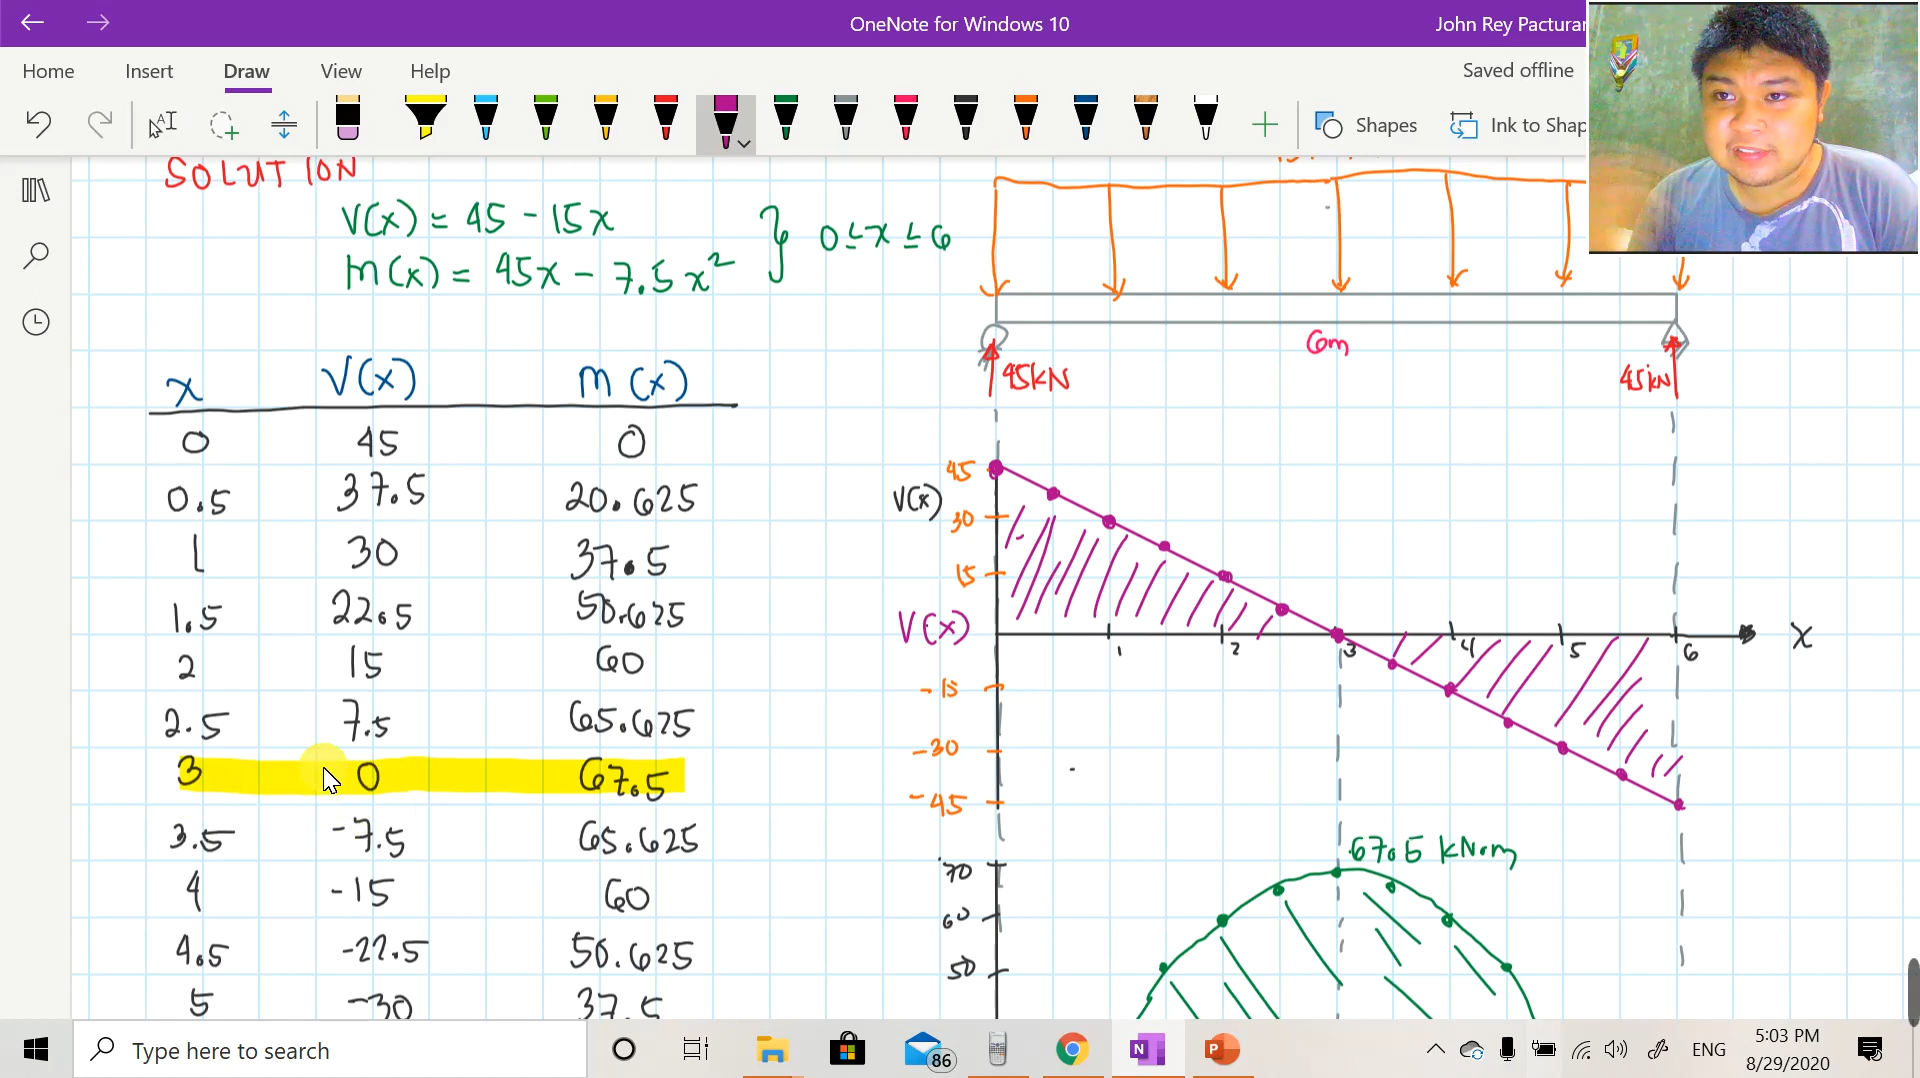 OneNote for Windows 10
John Rey Pacturan
Home Insert Draw View Help
Saved offline
Shapes
Ink to Shap
SOLUTION
V(x) = 45 - 15x
M(x) = 45x - 7.5x²
} 0 ≤ x ≤ 6
x V(x) M(x)
0 45 0
0.5 37.5 20.625
1 30 37.5
1.5 22.5 50.625
2 15 60
2.5 7.5 65.625
3 0 67.5
3.5 -7.5 65.625
4 -15 60
4.5 -22.5 50.625
5 -30 37.5
6m
45kN
45kN
45
V(x)
30
15
V(x)
1 2 3 4 5 6
x
-15
-30
-45
67.5 kN·m
70
60
50
Type here to search
86
ENG
5:03 PM
8/29/2020